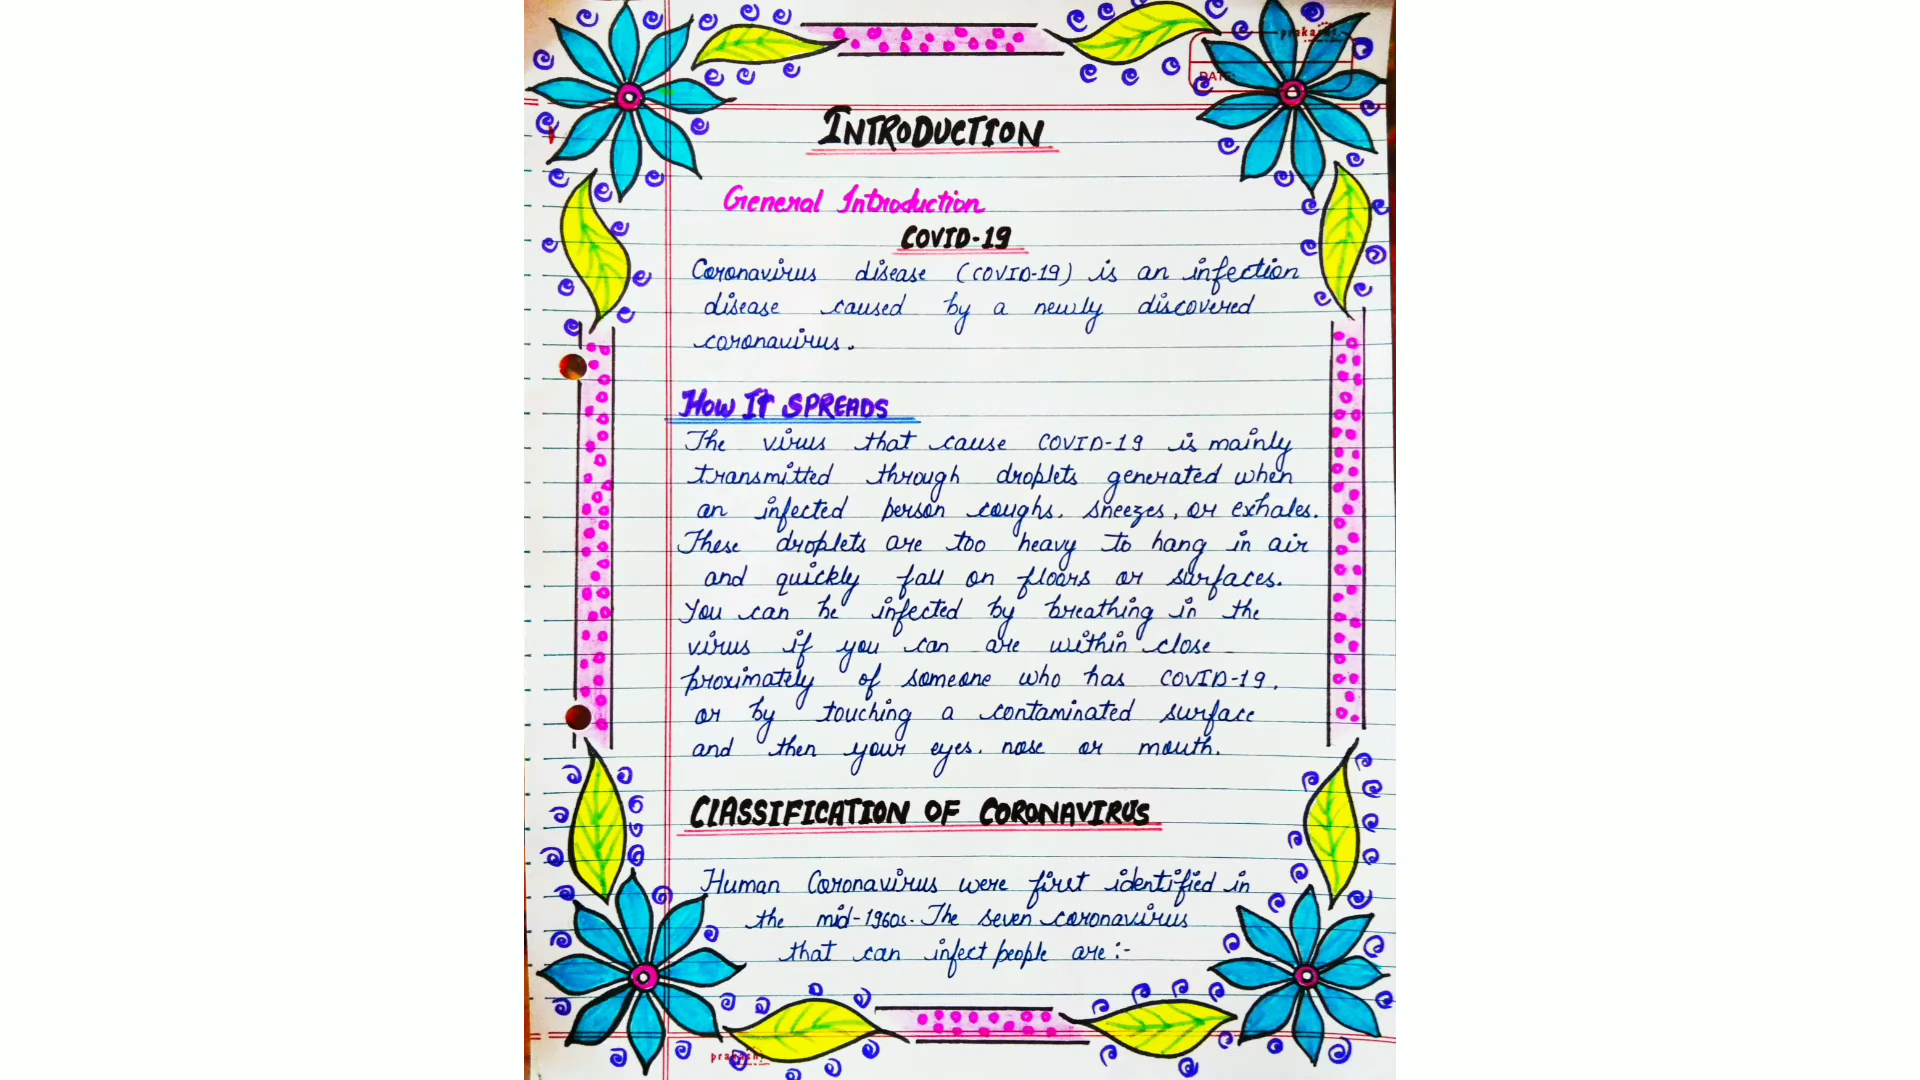 prakash
DATE:
INTRODUCTION
General Introduction
COVID-19
Coronavirus disease (COVID-19) is an infection
disease caused by a newly discovered
coronavirus.
HOW IT SPREADS
The virus that cause COVID-19 is mainly
transmitted through droplets generated when
an infected person coughs, sneezes, or exhales.
These droplets are too heavy to hang in air
and quickly fall on floors or surfaces.
You can be infected by breathing in the
virus if you can are within close
proximately of someone who has COVID-19,
or by touching a contaminated surface
and then your eyes, nose or mouth.
CLASSIFICATION OF CORONAVIRUS
Human Coronavirus were first identified in
the mid-1960s. The seven coronavirus
that can infect people are:-
prakash